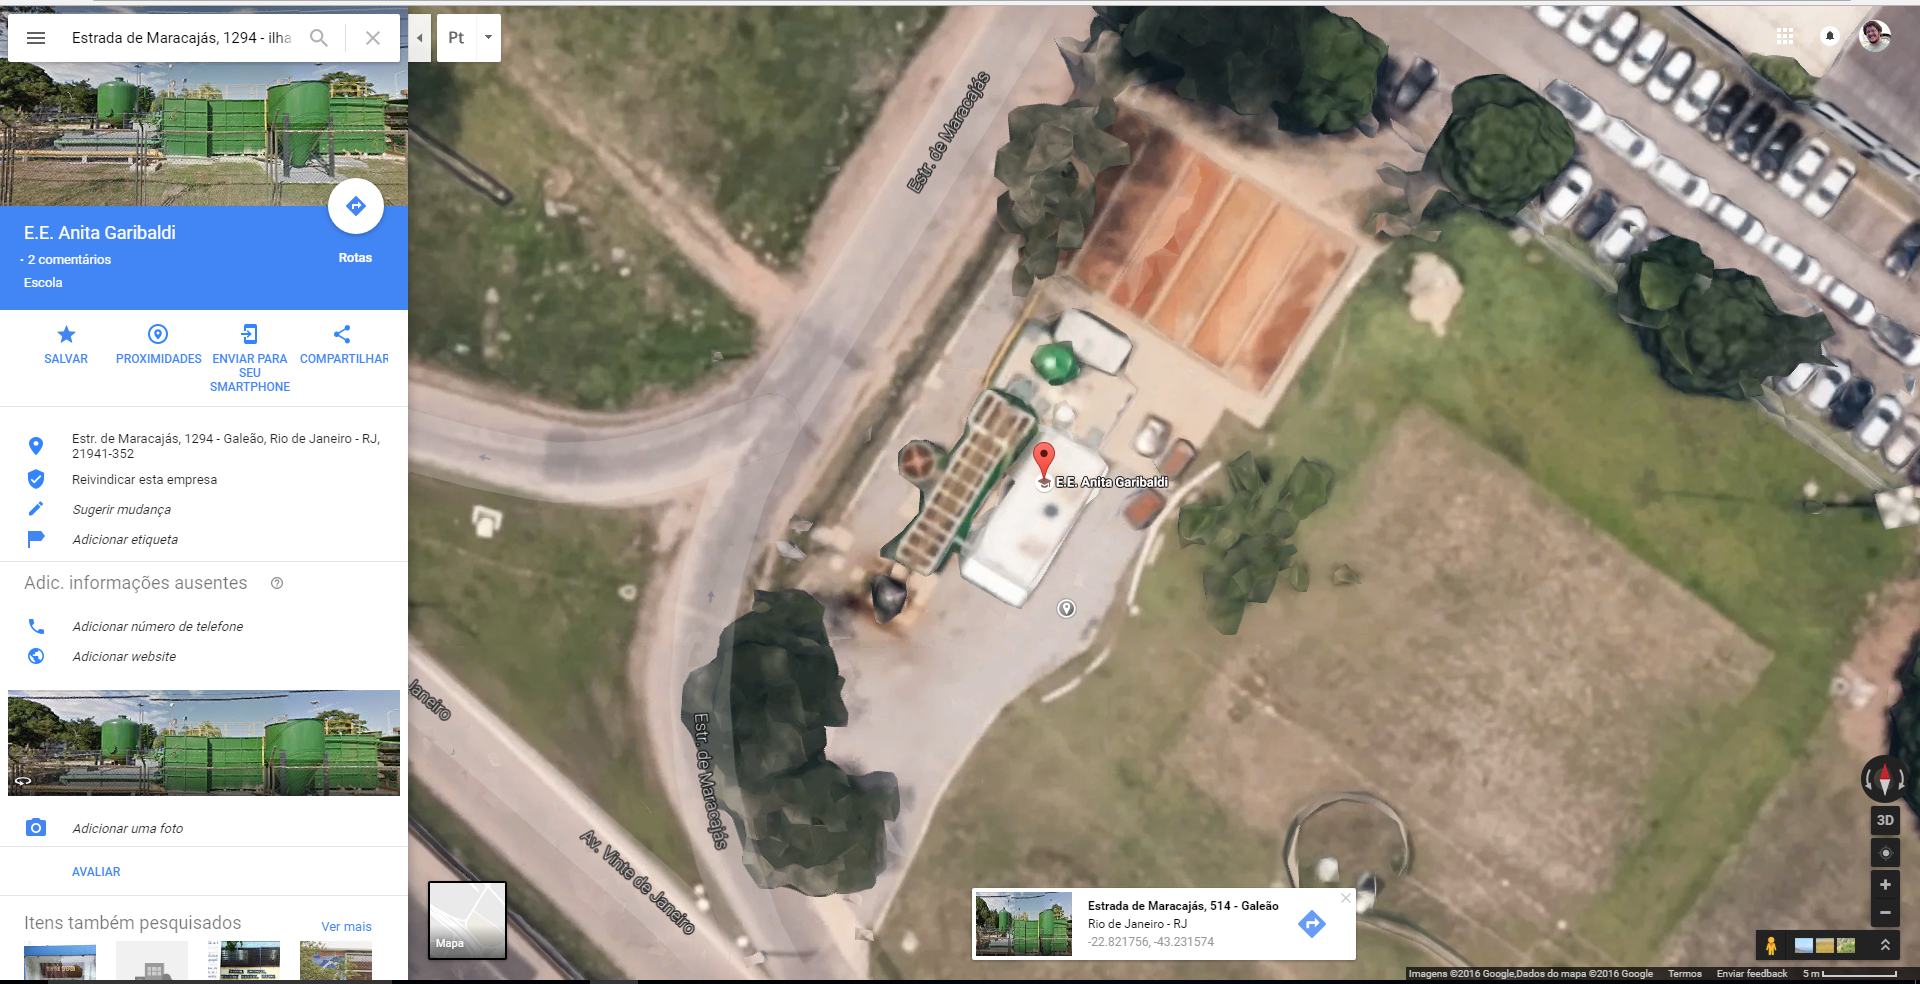 Estrada de Maracajás, 1294 - ilha
Pt
E.E. Anita Garibaldi
· 2 comentários
Escola
Rotas
SALVAR
PROXIMIDADES
ENVIAR PARA
SEU
SMARTPHONE
COMPARTILHAR
Estr. de Maracajás, 1294 - Galeão, Rio de Janeiro - RJ,
21941-352
Reivindicar esta empresa
Sugerir mudança
Adicionar etiqueta
Adic. informações ausentes
Adicionar número de telefone
Adicionar website
Adicionar uma foto
AVALIAR
Itens também pesquisados
Ver mais
Estr. de Maracajás
E.E. Anita Garibaldi
Janeiro
Estr. de Maracajás
Av. Vinte de Janeiro
Mapa
Estrada de Maracajás, 514 - Galeão
Rio de Janeiro - RJ
-22.821756, -43.231574
3D
Imagens ©2016 Google,Dados do mapa ©2016 Google
Termos
Enviar feedback
5 m